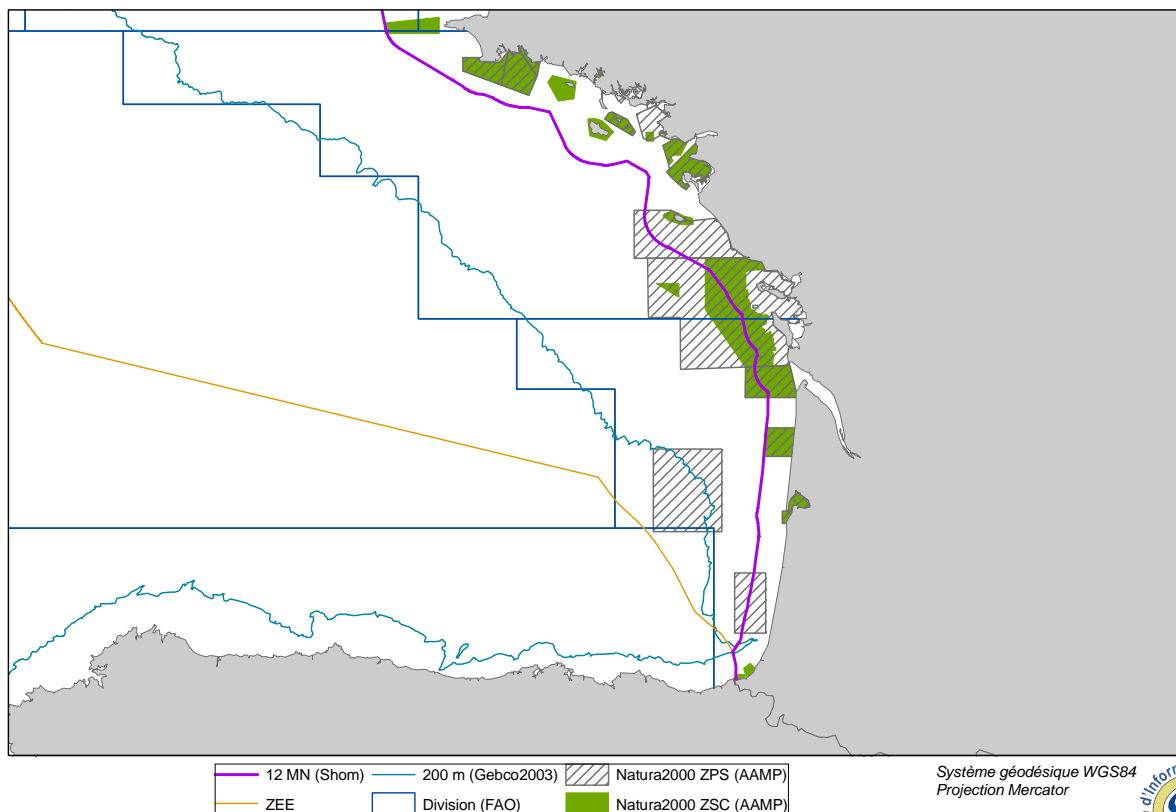 12 MN (Shom) 200 m (Gebco2003) Natura2000 ZPS (AAMP)
ZEE Division (FAO) Natura2000 ZSC (AAMP)
Système géodésique WGS84
Projection Mercator
d'Infor